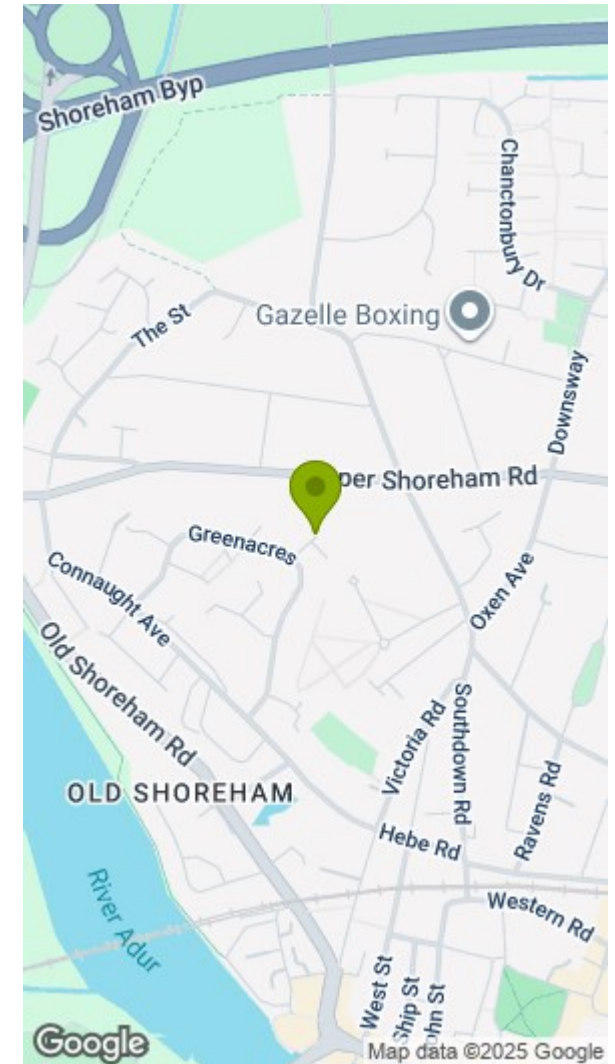 Shoreham Byp
Chanctonbury Dr
Gazelle Boxing
The St
Downsway
per Shoreham Rd
Greenacres
Oxen Ave
Connaught Ave
Old Shoreham Rd
Victoria Rd
Southdown Rd
OLD SHOREHAM
Ravens Rd
Hebe Rd
River Adur
Western Rd
West St
Ship St
ohn St
Google
Map data ©2025 Google